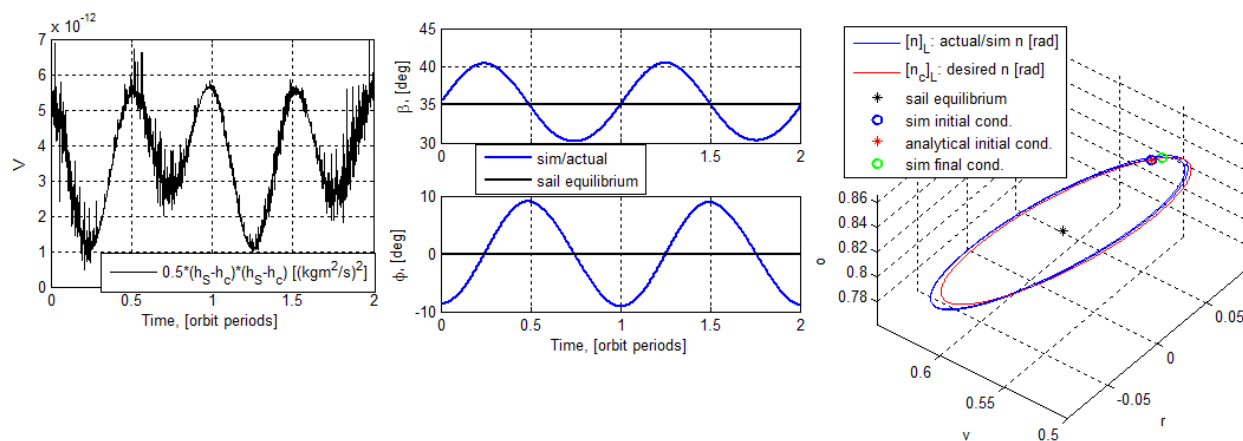 x 10^-12
7
6
5
4
3
2
1
0
V
0.5*(h_S-h_c)*(h_S-h_c) [(kgm^2/s)^2]
0 0.5 1 1.5 2
Time, [orbit periods]
45
40
35
30
β, [deg]
0 0.5 1 1.5 2
sim/actual
sail equilibrium
10
0
-10
ϕ, [deg]
0 0.5 1 1.5 2
Time, [orbit periods]
[n]_L: actual/sim n [rad]
[n_c]_L: desired n [rad]
sail equilibrium
sim initial cond.
analytical initial cond.
sim final cond.
0.86
0.84
0.82
0.8
0.78
o
0.6
0.55
0.5
v
0.05
0
-0.05
r